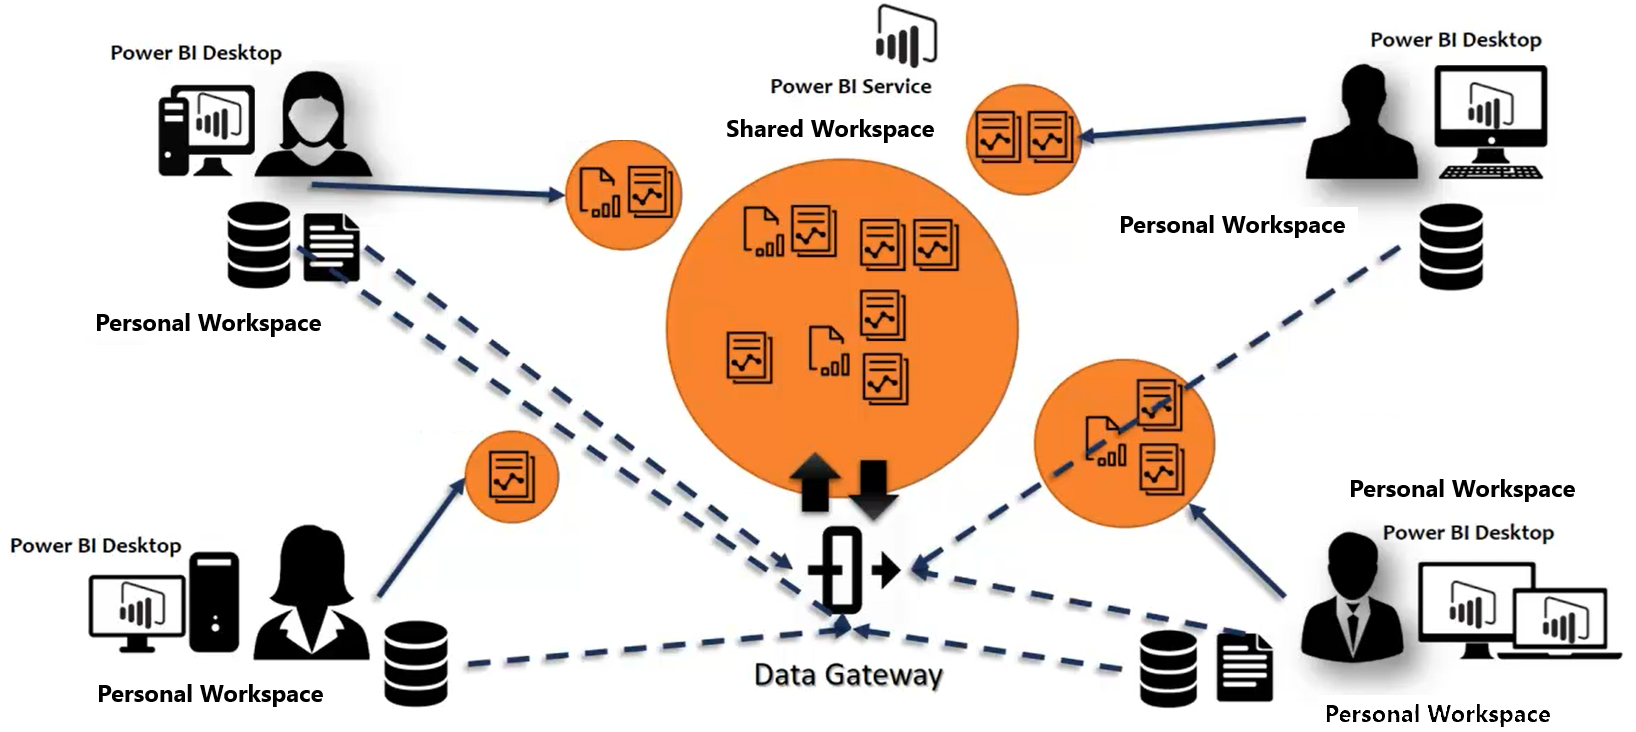 Power BI Desktop
Power BI Desktop
Power BI Service
Shared Workspace
Personal Workspace
Personal Workspace
Personal Workspace
Power BI Desktop
Power BI Desktop
Data Gateway
Personal Workspace
Personal Workspace